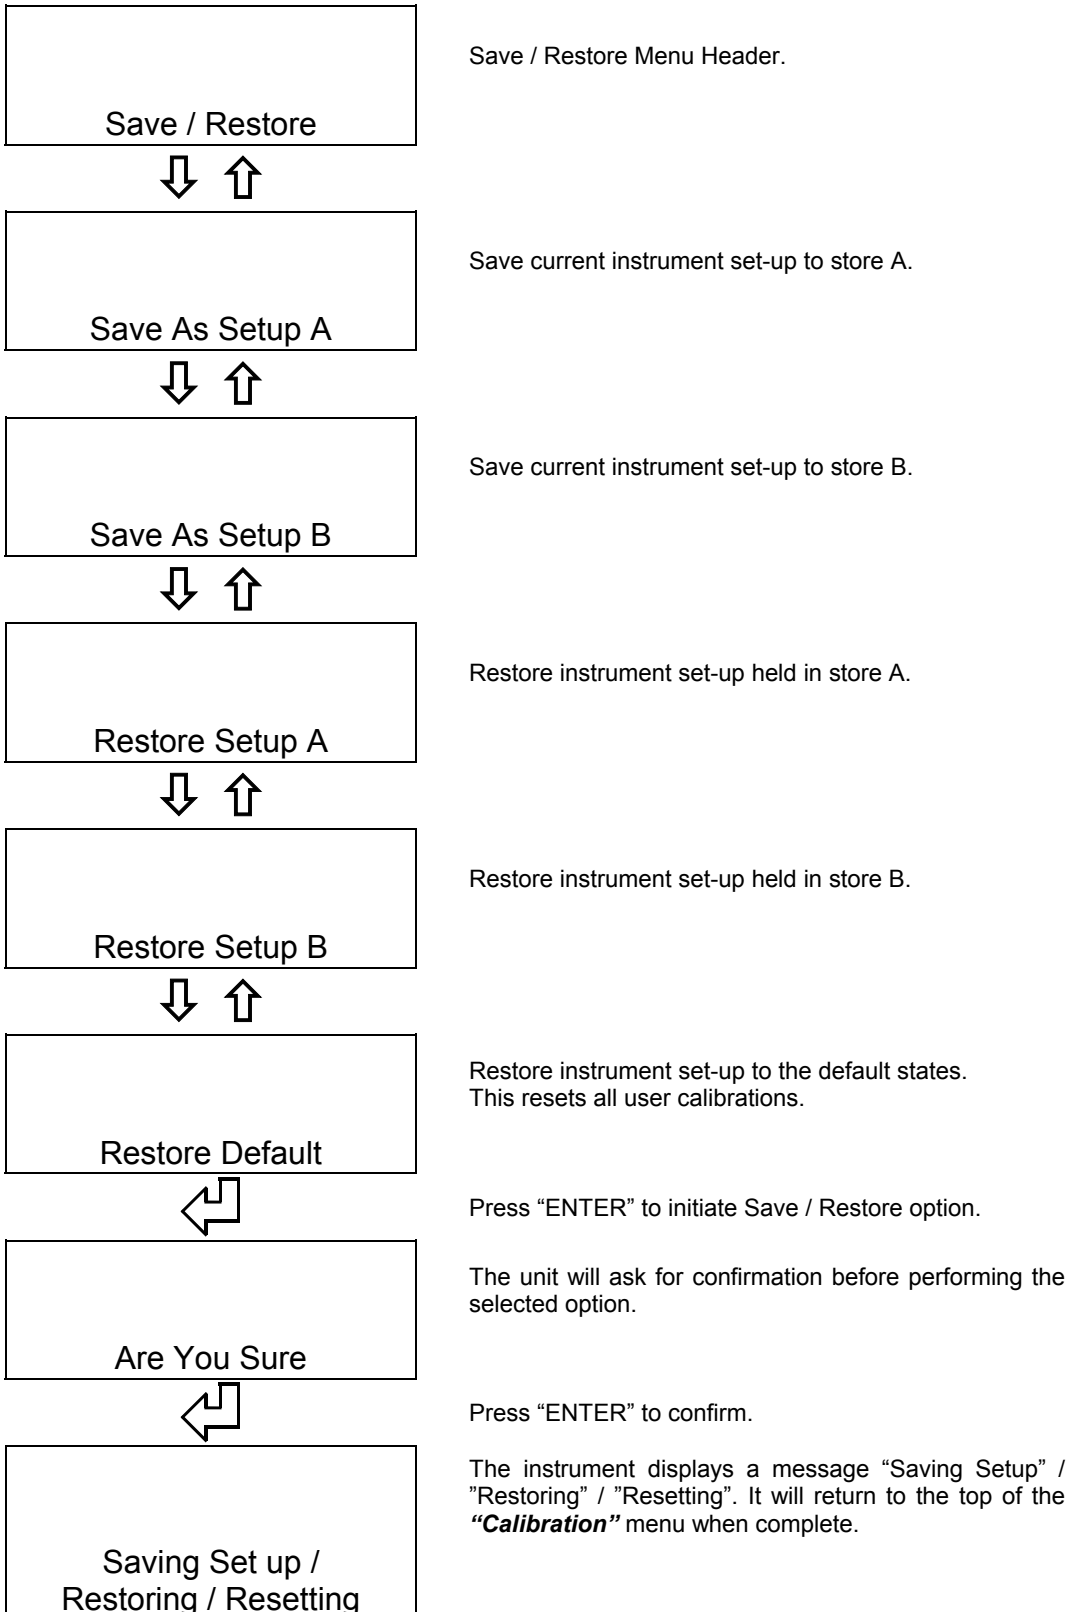 Save / Restore Menu Header.
Save / Restore
Save current instrument set-up to store A.
Save As Setup A
Save current instrument set-up to store B.
Save As Setup B
Restore instrument set-up held in store A.
Restore Setup A
Restore instrument set-up held in store B.
Restore Setup B
Restore instrument set-up to the default states.
This resets all user calibrations.
Restore Default
Press “ENTER” to initiate Save / Restore option.
The unit will ask for confirmation before performing the
selected option.
Are You Sure
Press “ENTER” to confirm.
The instrument displays a message “Saving Setup” /
”Restoring” / ”Resetting”. It will return to the top of the
“Calibration” menu when complete.
Saving Set up /
Restoring / Resetting